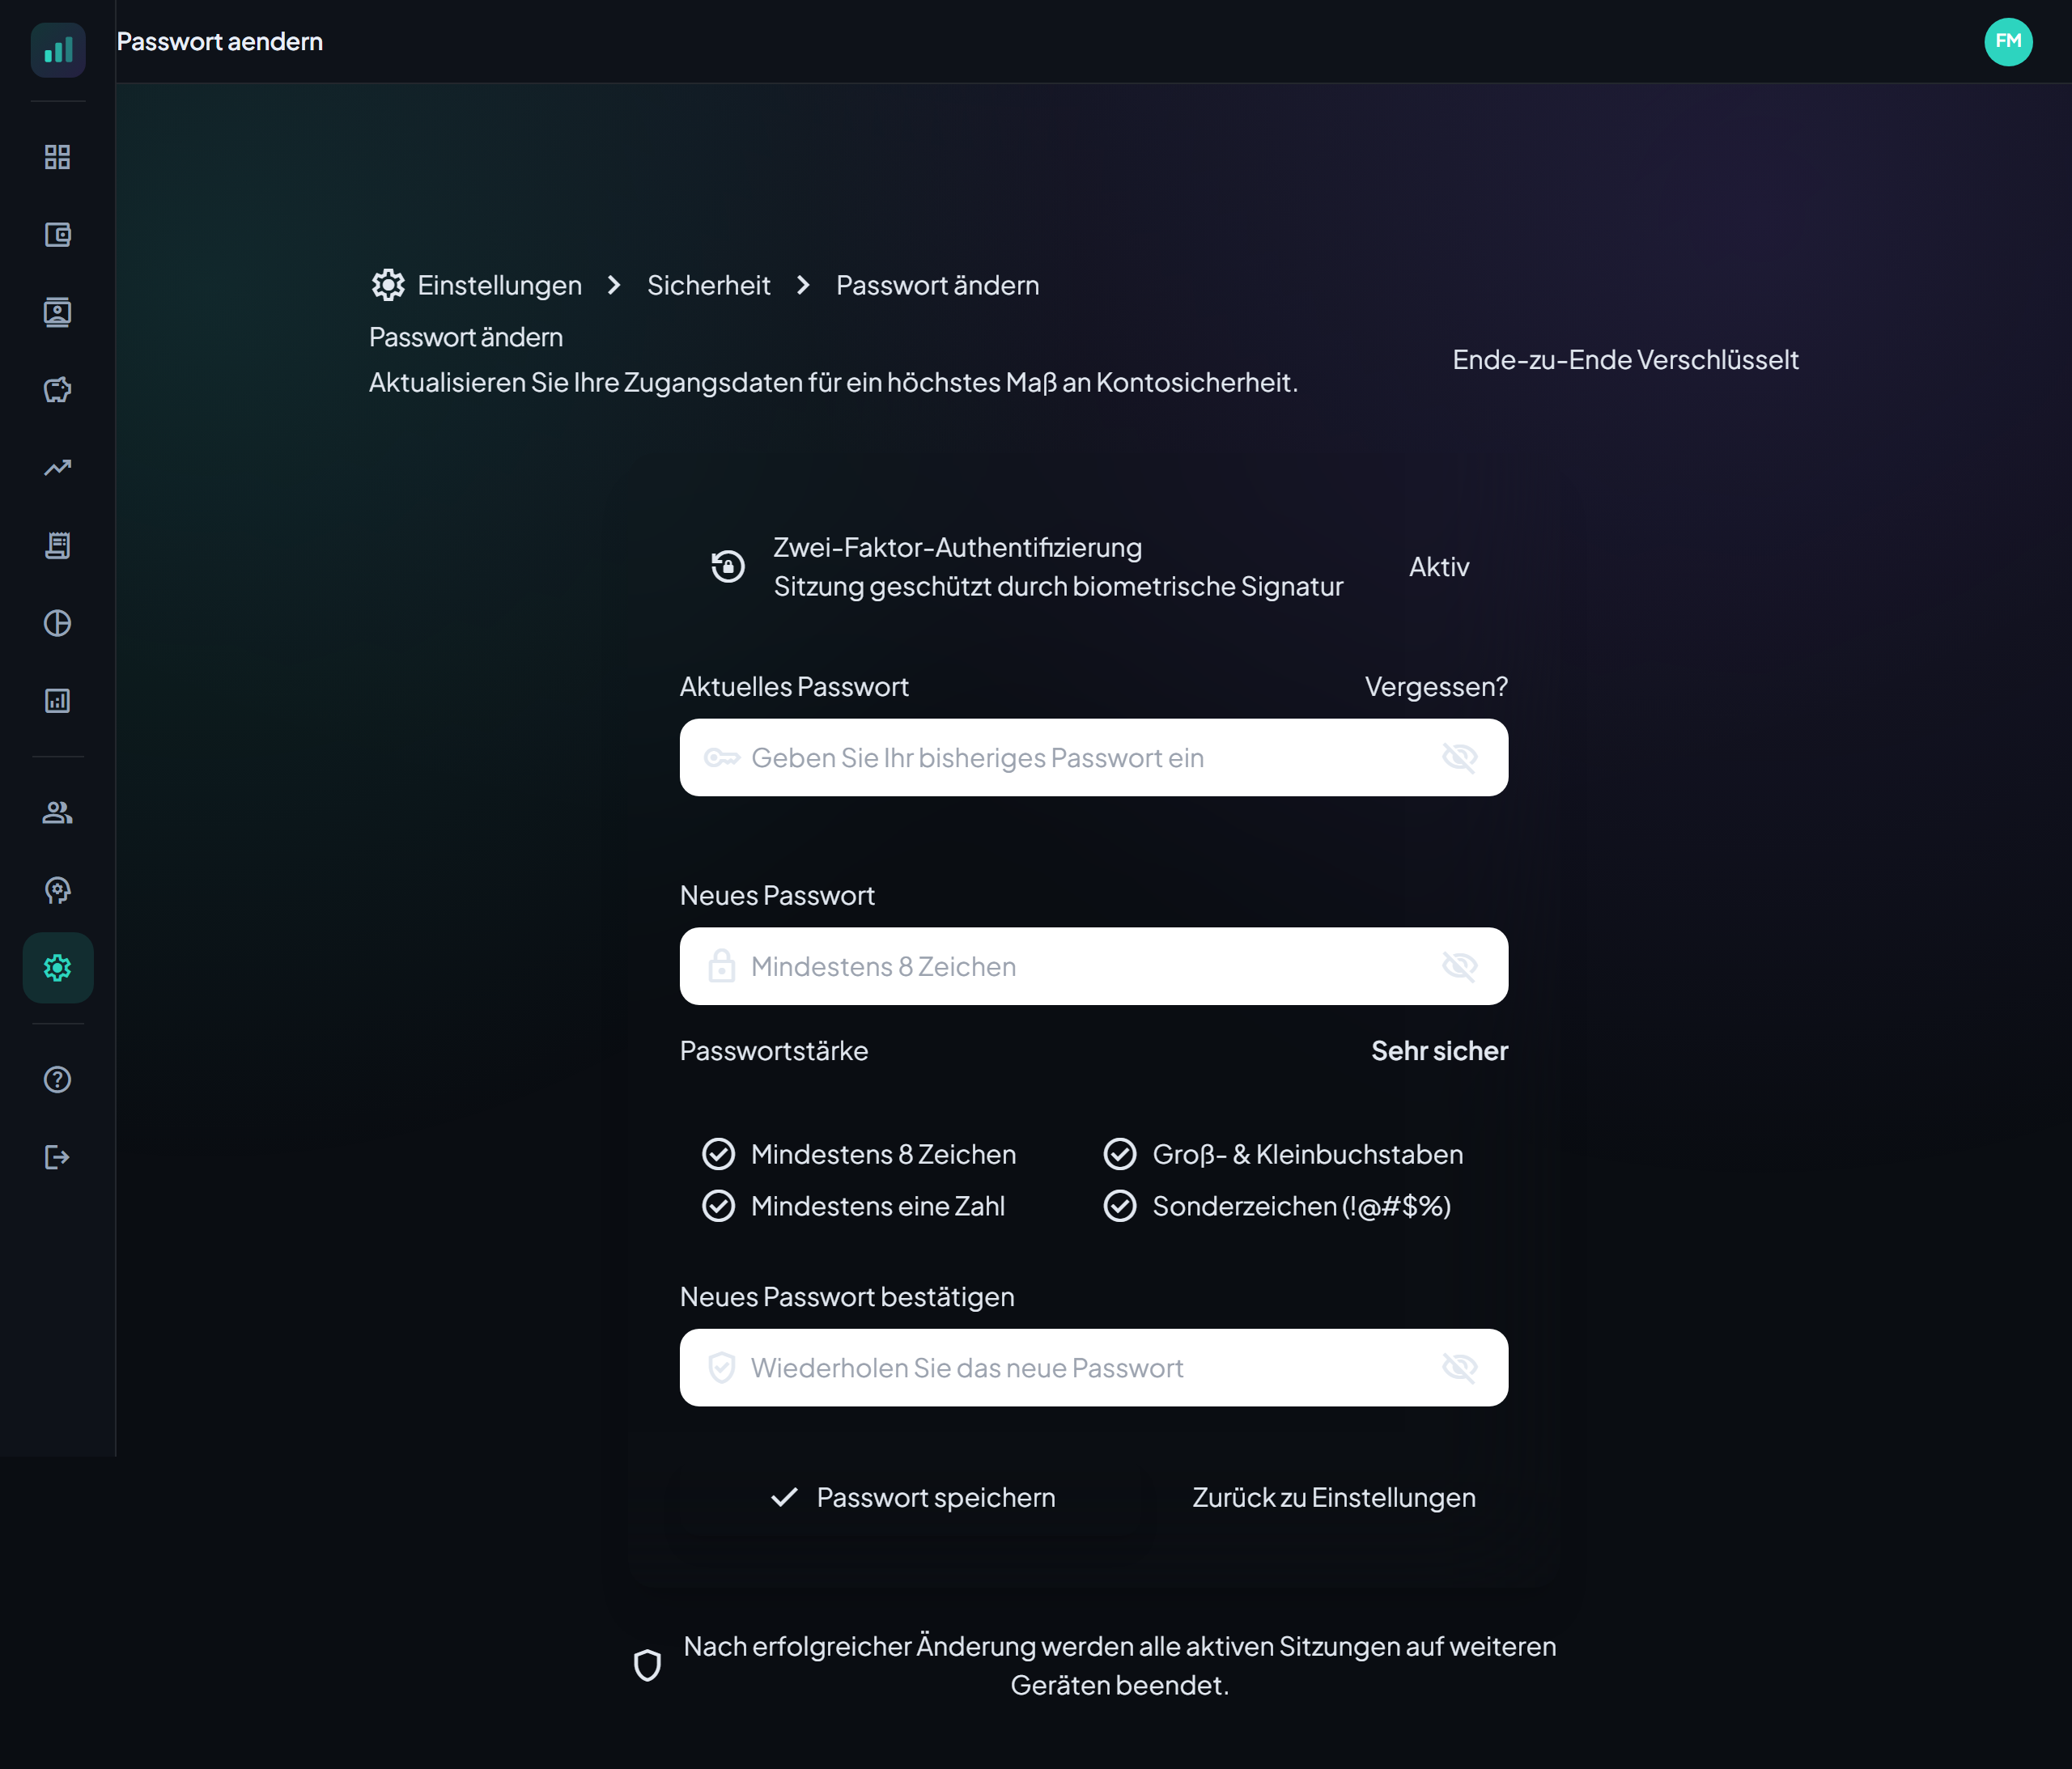 Passwort aendern
FM
Einstellungen Sicherheit Passwort ändern
Passwort ändern
Aktualisieren Sie Ihre Zugangsdaten für ein höchstes Maß an Kontosicherheit.
Ende-zu-Ende Verschlüsselt
Zwei-Faktor-Authentifizierung
Sitzung geschützt durch biometrische Signatur
Aktiv
Aktuelles Passwort Vergessen?
Geben Sie Ihr bisheriges Passwort ein
Neues Passwort
Mindestens 8 Zeichen
Passwortstärke Sehr sicher
Mindestens 8 Zeichen Groß- & Kleinbuchstaben
Mindestens eine Zahl Sonderzeichen (!@#$%)
Neues Passwort bestätigen
Wiederholen Sie das neue Passwort
Passwort speichern Zurück zu Einstellungen
Nach erfolgreicher Änderung werden alle aktiven Sitzungen auf weiteren
Geräten beendet.